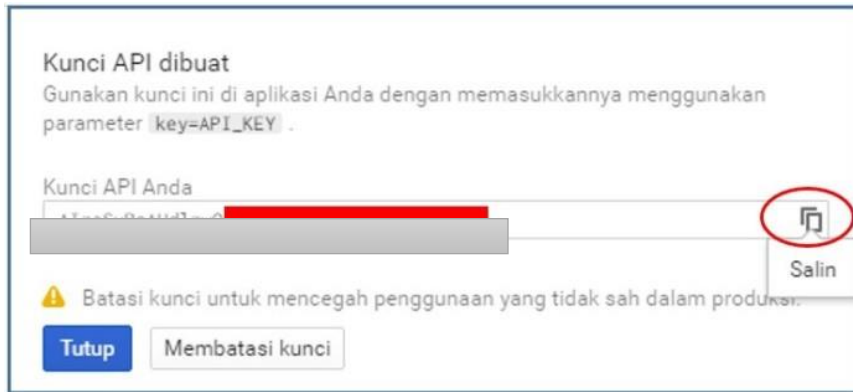 Kunci API dibuat
Gunakan kunci ini di aplikasi Anda dengan memasukkannya menggunakan
parameter key=API_KEY .
Kunci API Anda
Salin
Batasi kunci untuk mencegah penggunaan yang tidak sah dalam produksi.
Tutup Membatasi kunci